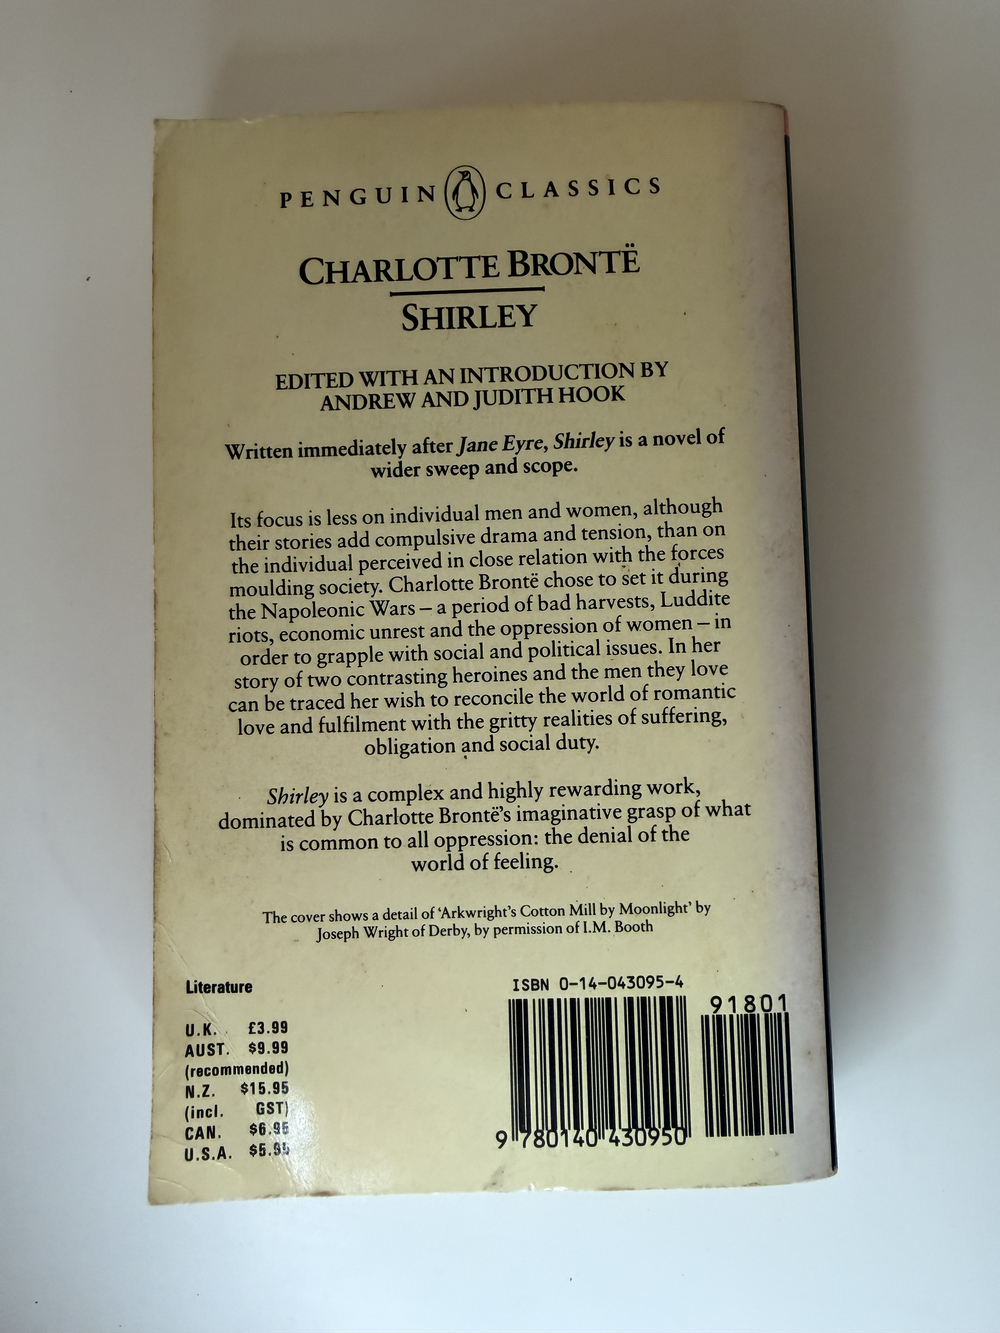 PENGUIN CLASSICS
CHARLOTTE BRONTË
SHIRLEY
EDITED WITH AN INTRODUCTION BY
ANDREW AND JUDITH HOOK
Written immediately after Jane Eyre, Shirley is a novel of
wider sweep and scope.
Its focus is less on individual men and women, although
their stories add compulsive drama and tension, than on
the individual perceived in close relation with the forces
moulding society. Charlotte Brontë chose to set it during
the Napoleonic Wars – a period of bad harvests, Luddite
riots, economic unrest and the oppression of women – in
order to grapple with social and political issues. In her
story of two contrasting heroines and the men they love
can be traced her wish to reconcile the world of romantic
love and fulfilment with the gritty realities of suffering,
obligation and social duty.
Shirley is a complex and highly rewarding work,
dominated by Charlotte Brontë's imaginative grasp of what
is common to all oppression: the denial of the
world of feeling.
The cover shows a detail of 'Arkwright's Cotton Mill by Moonlight' by
Joseph Wright of Derby, by permission of I.M. Booth
Literature
U.K. £3.99
AUST. $9.99
(recommended)
N.Z. $15.95
(incl. GST)
CAN. $6.95
U.S.A. $5.95
ISBN 0-14-043095-4
91801
9 780140 430950